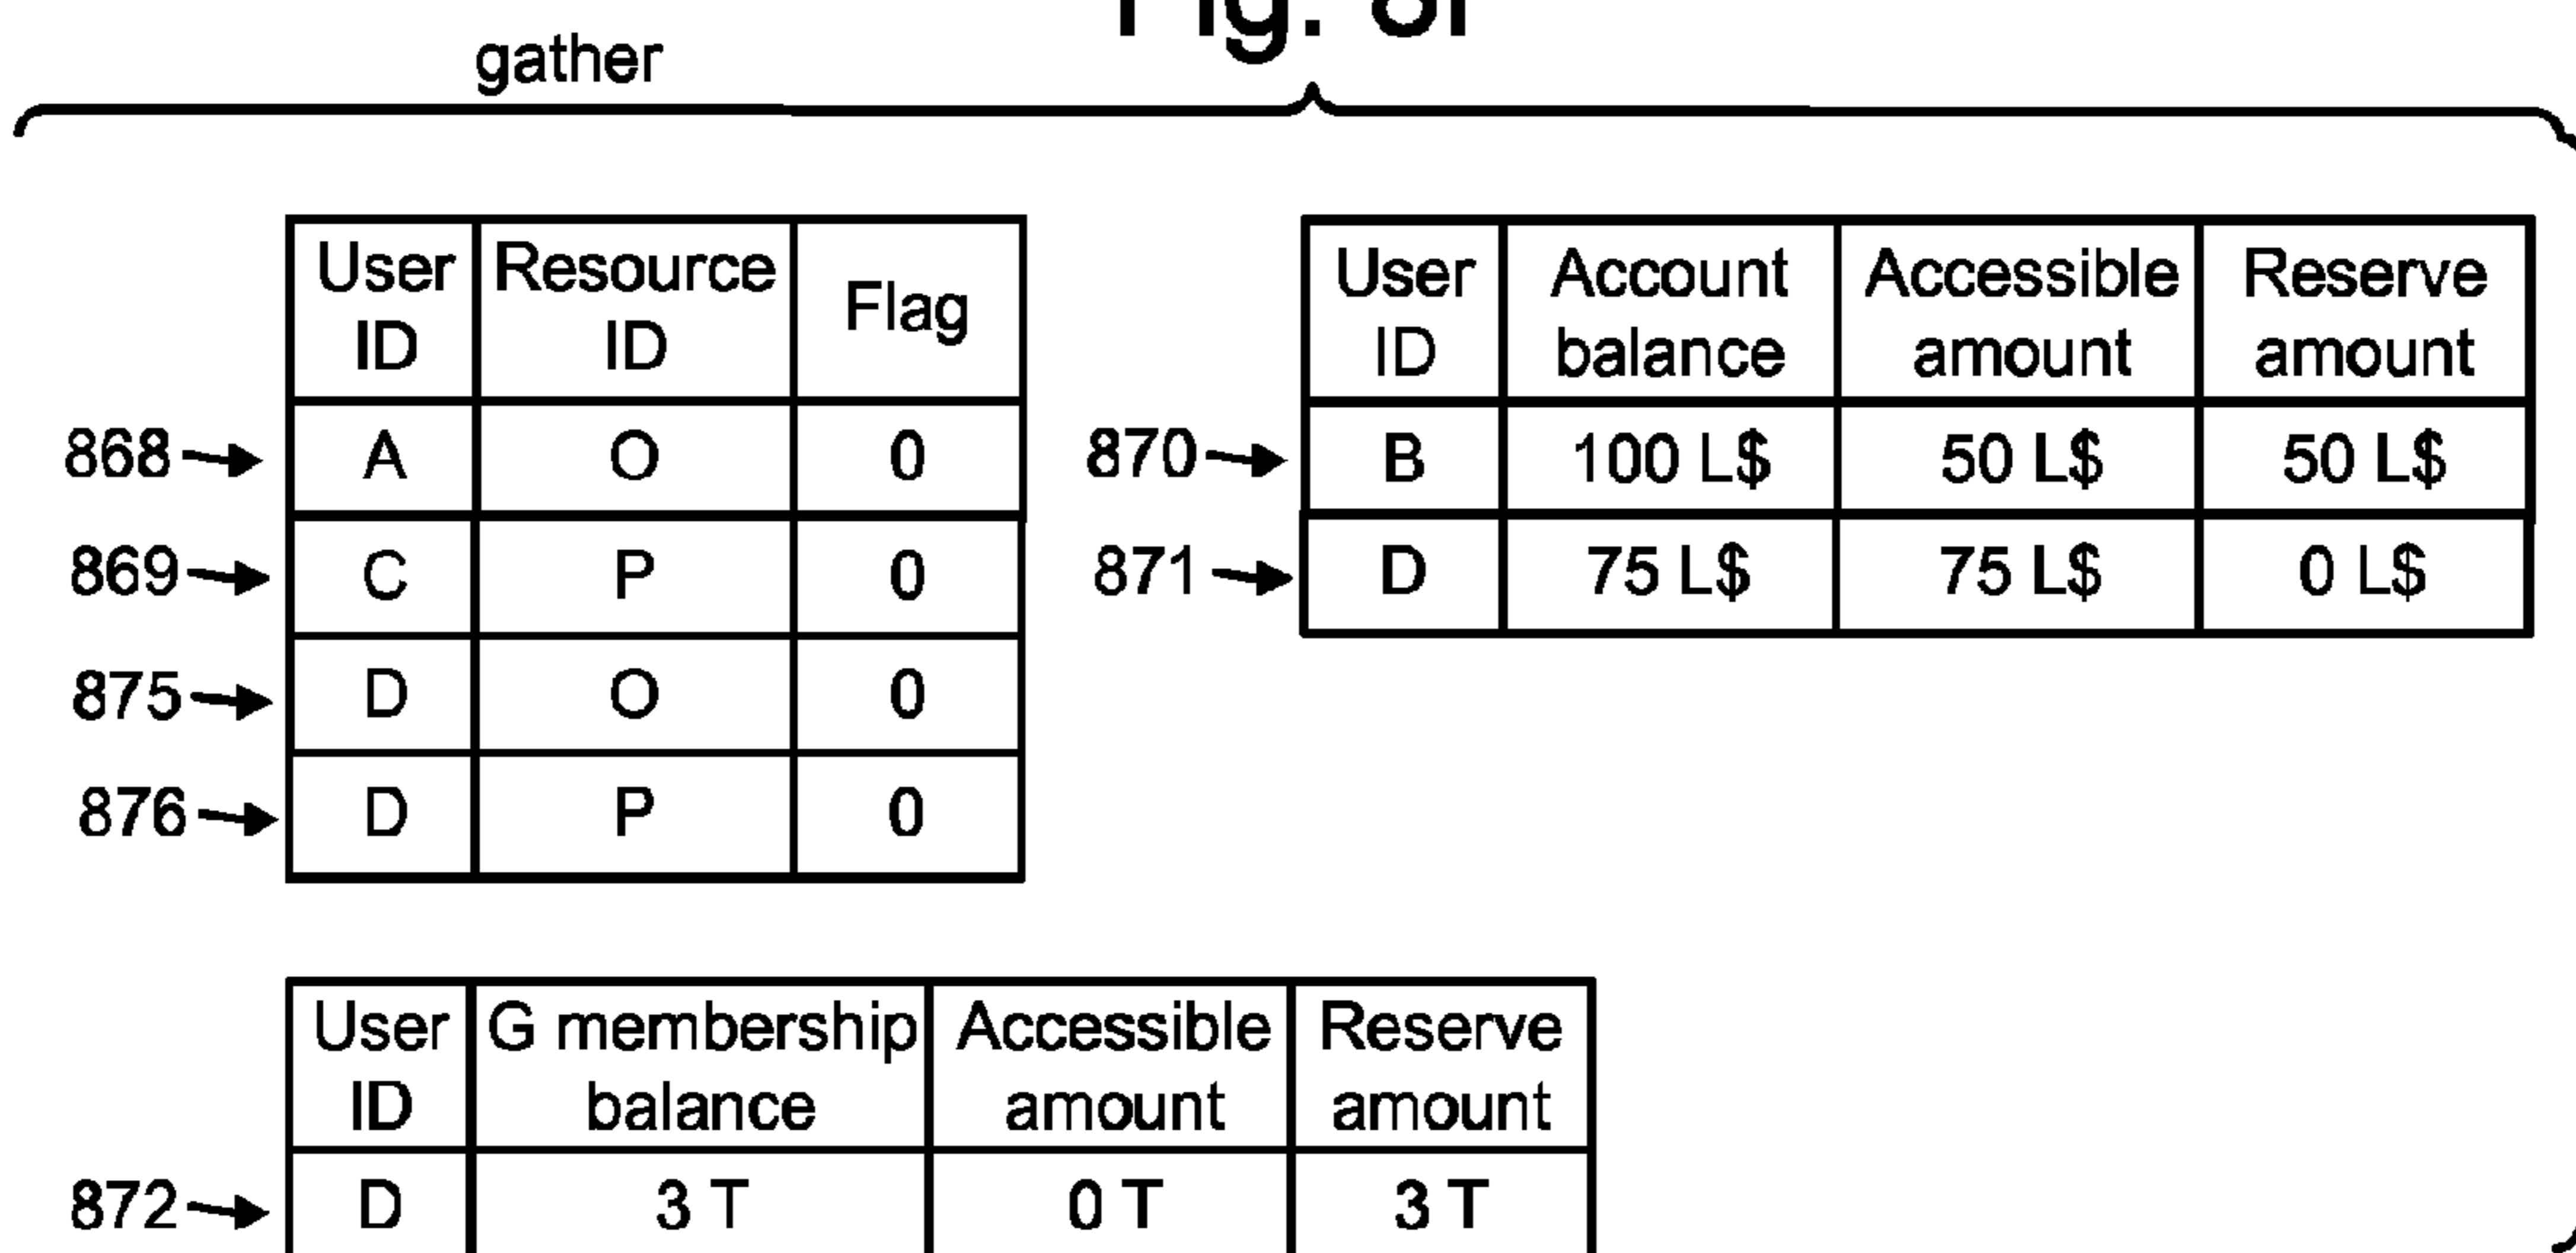 Fig. 8f
gather
User ID Resource ID Flag
868 A O 0
869 C P 0
875 D O 0
876 D P 0
User ID Account balance Accessible amount Reserve amount
870 B 100 L$ 50 L$ 50 L$
871 D 75 L$ 75 L$ 0 L$
User ID G membership balance Accessible amount Reserve amount
872 D 3 T 0 T 3 T